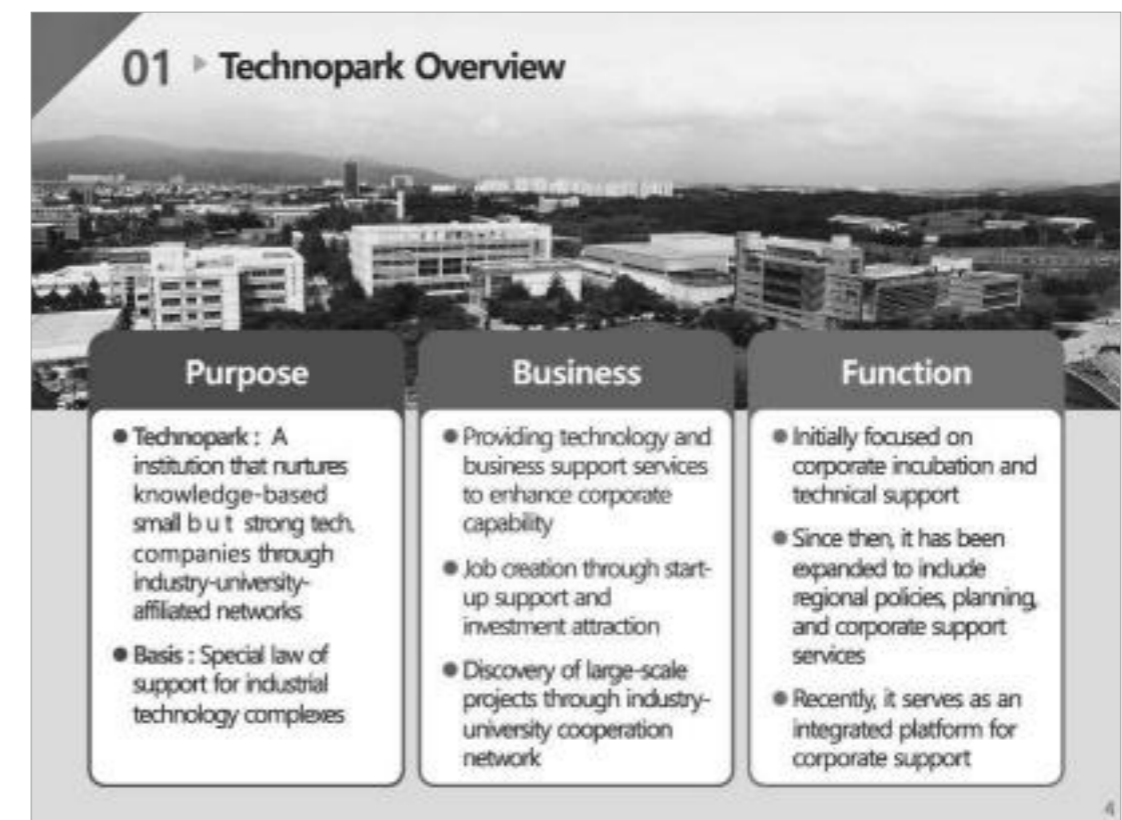 01 ▶ Technopark Overview
Purpose
● Technopark : A
institution that nurtures
knowledge-based
small b u t strong tech.
companies through
industry-university-
affiliated networks
● Basis : Special law of
support for industrial
technology complexes
Business
● Providing technology and
business support services
to enhance corporate
capability
● Job creation through start-
up support and
investment attraction
● Discovery of large-scale
projects through industry-
university cooperation
network
Function
● Initially focused on
corporate incubation and
technical support
● Since then, it has been
expanded to include
regional policies, planning,
and corporate support
services
● Recently, it serves as an
integrated platform for
corporate support
4